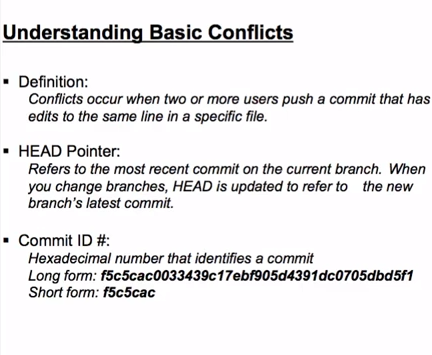 Understanding Basic Conflicts
▪ Definition:
Conflicts occur when two or more users push a commit that has
edits to the same line in a specific file.
▪ HEAD Pointer:
Refers to the most recent commit on the current branch. When
you change branches, HEAD is updated to refer to the new
branch's latest commit.
▪ Commit ID #:
Hexadecimal number that identifies a commit
Long form: f5c5cac0033439c17ebf905d4391dc0705dbd5f1
Short form: f5c5cac